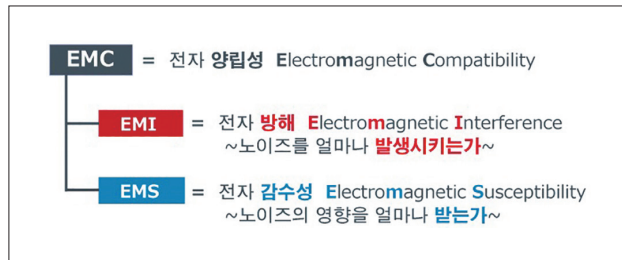 EMC = 전자 양립성 Electromagnetic Compatibility
EMI = 전자 방해 Electromagnetic Interference
~노이즈를 얼마나 발생시키는가~
EMS = 전자 감수성 Electromagnetic Susceptibility
~노이즈의 영향을 얼마나 받는가~